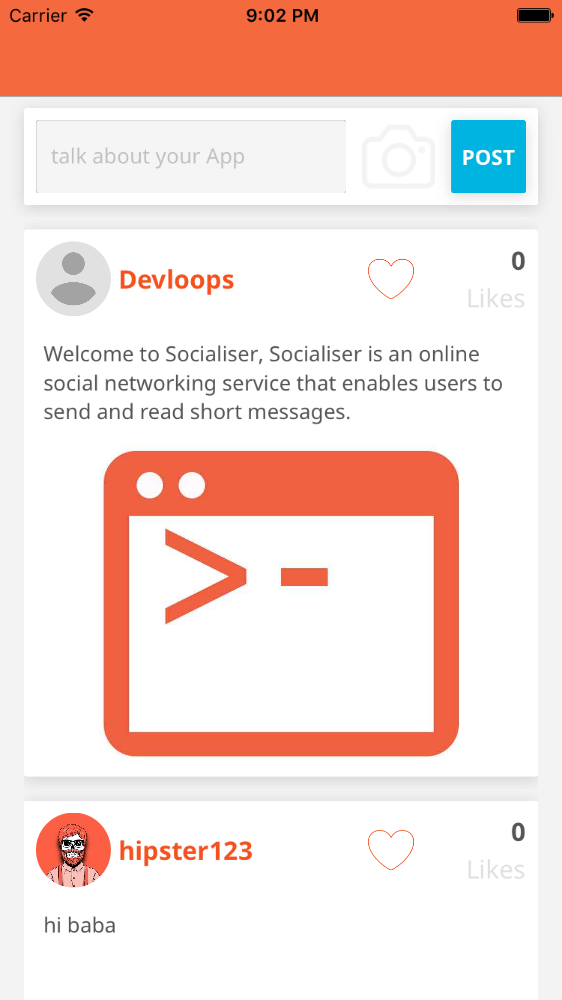 Carrier 9:02 PM
talk about your App
POST
Devloops
0
Likes
Welcome to Socialiser, Socialiser is an online
social networking service that enables users to
send and read short messages.
>-
hipster123
0
Likes
hi baba